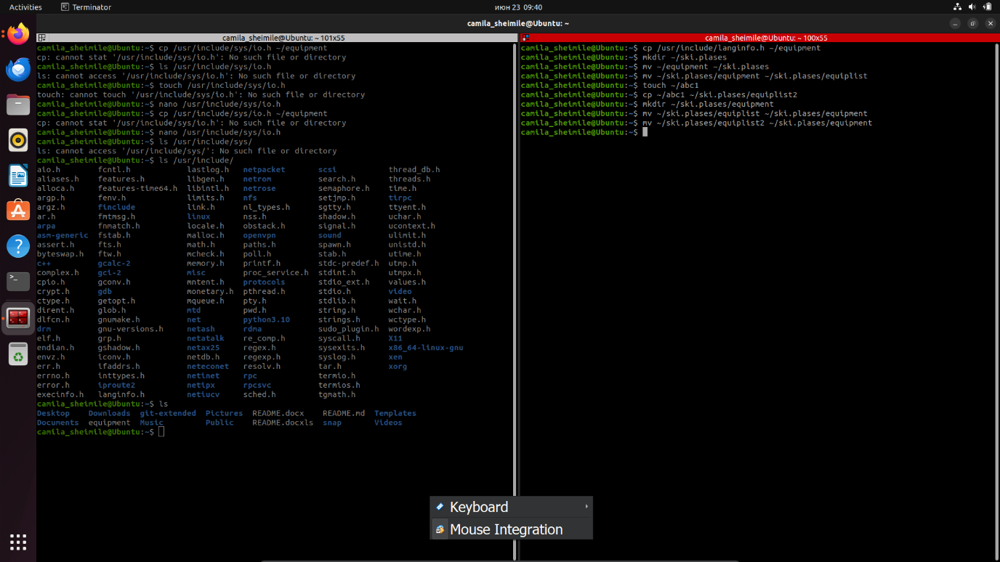 Activities Terminator июн 23 09:40
camila_sheimile@Ubuntu: ~
camila_sheimile@Ubuntu: ~ 101x55
camila_sheimile@Ubuntu:~$ cp /usr/include/sys/io.h ~/equipment
cp: cannot stat '/usr/include/sys/io.h': No such file or directory
camila_sheimile@Ubuntu:~$ ls /usr/include/sys/io.h
ls: cannot access '/usr/include/sys/io.h': No such file or directory
camila_sheimile@Ubuntu:~$ touch /usr/include/sys/io.h
touch: cannot touch '/usr/include/sys/io.h': No such file or directory
camila_sheimile@Ubuntu:~$ nano /usr/include/sys/io.h
camila_sheimile@Ubuntu:~$ cp /usr/include/sys/io.h ~/equipment
cp: cannot stat '/usr/include/sys/io.h': No such file or directory
camila_sheimile@Ubuntu:~$ nano /usr/include/sys/io.h
camila_sheimile@Ubuntu:~$ ls /usr/include/sys/
ls: cannot access '/usr/include/sys/': No such file or directory
camila_sheimile@Ubuntu:~$ ls /usr/include/
aio.h fcntl.h lastlog.h netpacket scsi thread_db.h
aliases.h features.h libgen.h netrom search.h threads.h
alloca.h features-time64.h libintl.h netrose semaphore.h time.h
argp.h fenv.h limits.h nfs setjmp.h tirpc
argz.h finclude link.h nl_types.h sgtty.h ttyent.h
ar.h fmtmsg.h linux nss.h shadow.h uchar.h
arpa fnmatch.h locale.h obstack.h signal.h ucontext.h
asm-generic fstab.h malloc.h openvpn sound ulimit.h
assert.h fts.h math.h paths.h spawn.h unistd.h
byteswap.h ftw.h mcheck.h poll.h stab.h utime.h
c++ gcalc-2 memory.h printf.h stdc-predef.h utmp.h
complex.h gci-2 misc proc_service.h stdint.h utmpx.h
cpio.h gconv.h mntent.h protocols stdio_ext.h values.h
crypt.h gdb monetary.h pthread.h stdio.h video
ctype.h getopt.h mqueue.h pty.h stdlib.h wait.h
dirent.h glob.h mtd pwd.h string.h wchar.h
dlfcn.h gnumake.h net python3.10 strings.h wctype.h
drm gnu-versions.h netash rdma sudo_plugin.h wordexp.h
elf.h grp.h netatalk re_comp.h syscall.h X11
endian.h gshadow.h netax25 regex.h sysexits.h x86_64-linux-gnu
envz.h iconv.h netdb.h regexp.h syslog.h xen
err.h ifaddrs.h neteconet resolv.h tar.h xorg
errno.h inttypes.h netinet rpc termio.h
error.h iproute2 netipx rpcsvc termios.h
execinfo.h langinfo.h netiucv sched.h tgmath.h
camila_sheimile@Ubuntu:~$ ls
Desktop Downloads git-extended Pictures README.docx README.md Templates
Documents equipment Music Public README.docxls snap Videos
camila_sheimile@Ubuntu:~$
camila_sheimile@Ubuntu: ~ 100x55
camila_sheimile@Ubuntu:~$ cp /usr/include/langinfo.h ~/equipment
camila_sheimile@Ubuntu:~$ mkdir ~/ski.plases
camila_sheimile@Ubuntu:~$ mv ~/equipment ~/ski.plases
camila_sheimile@Ubuntu:~$ mv ~/ski.plases/equipment ~/ski.plases/equiplist
camila_sheimile@Ubuntu:~$ touch ~/abc1
camila_sheimile@Ubuntu:~$ cp ~/abc1 ~/ski.plases/equiplist2
camila_sheimile@Ubuntu:~$ mkdir ~/ski.plases/equipment
camila_sheimile@Ubuntu:~$ mv ~/ski.plases/equiplist ~/ski.plases/equipment
camila_sheimile@Ubuntu:~$ mv ~/ski.plases/equiplist2 ~/ski.plases/equipment
camila_sheimile@Ubuntu:~$
Keyboard
Mouse Integration